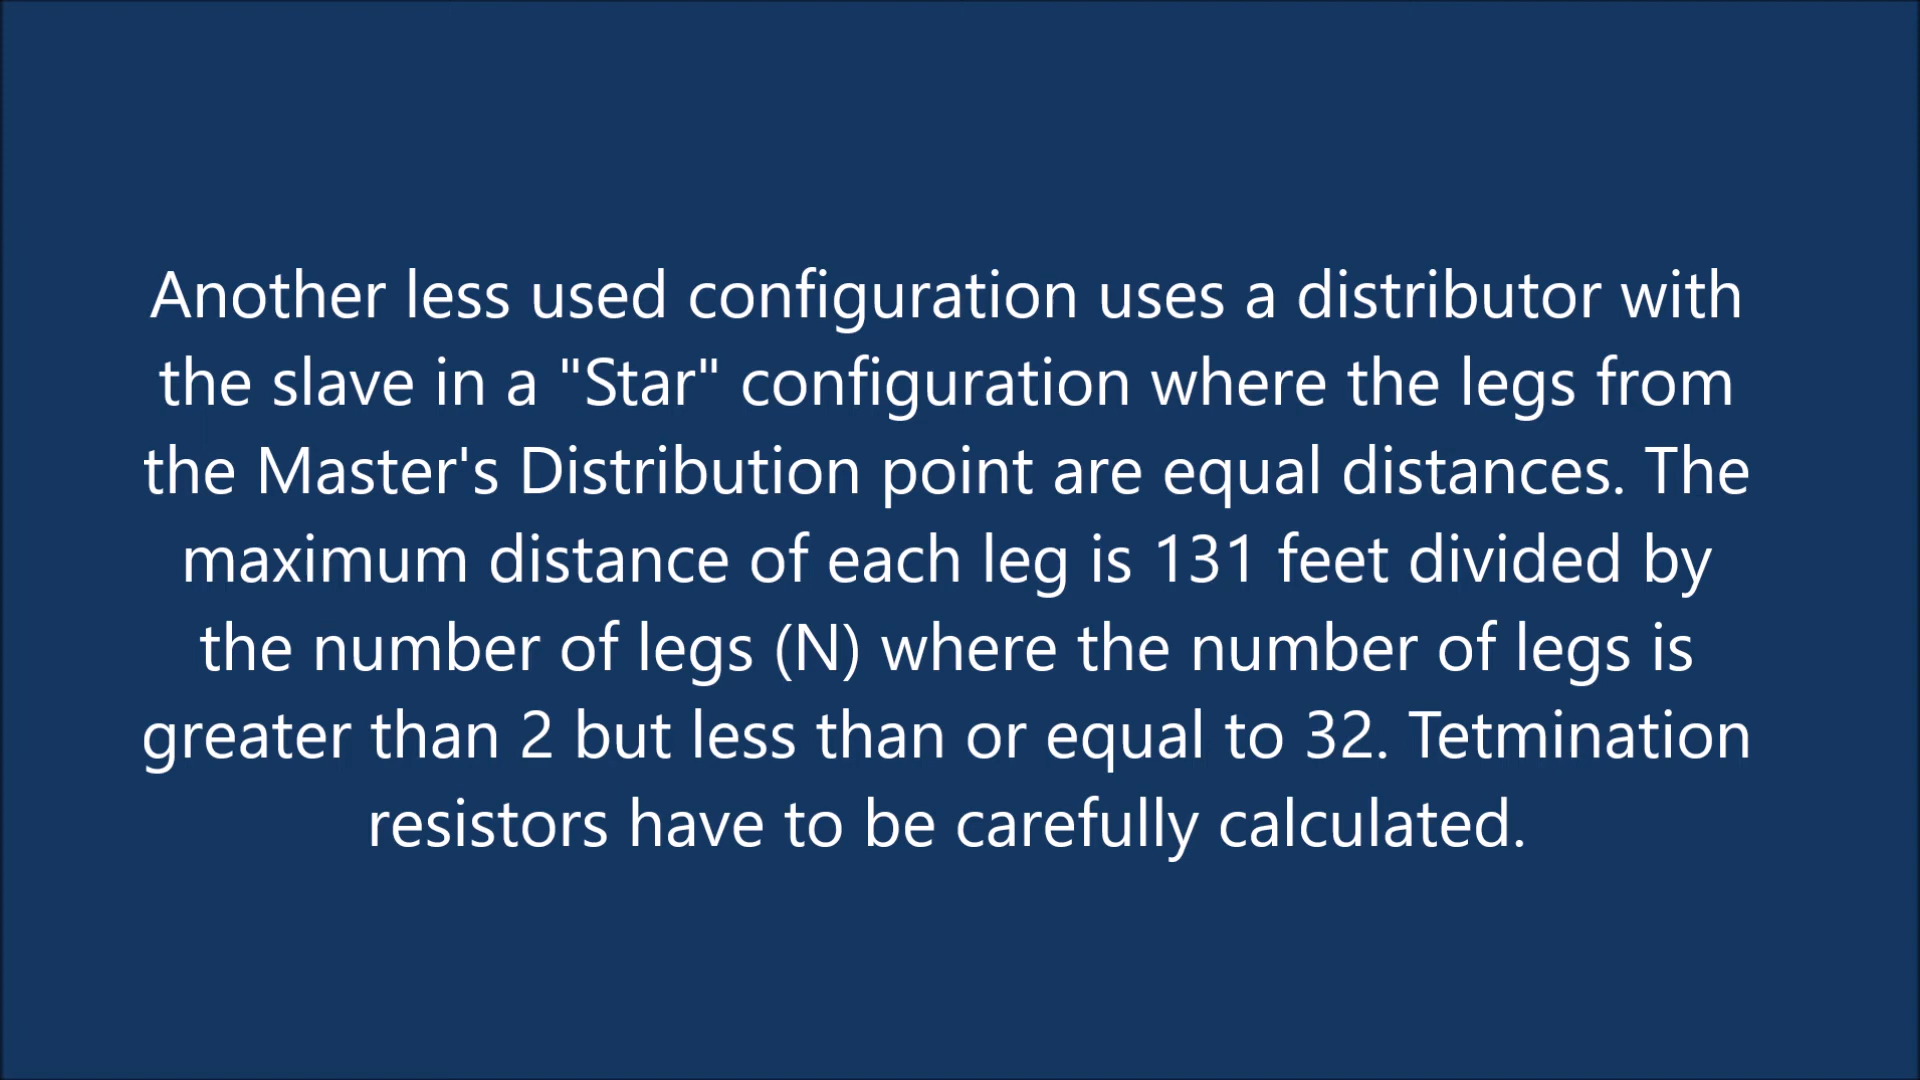 Another less used configuration uses a distributor with
the slave in a "Star" configuration where the legs from
the Master's Distribution point are equal distances. The
maximum distance of each leg is 131 feet divided by
the number of legs (N) where the number of legs is
greater than 2 but less than or equal to 32. Tetmination
resistors have to be carefully calculated.